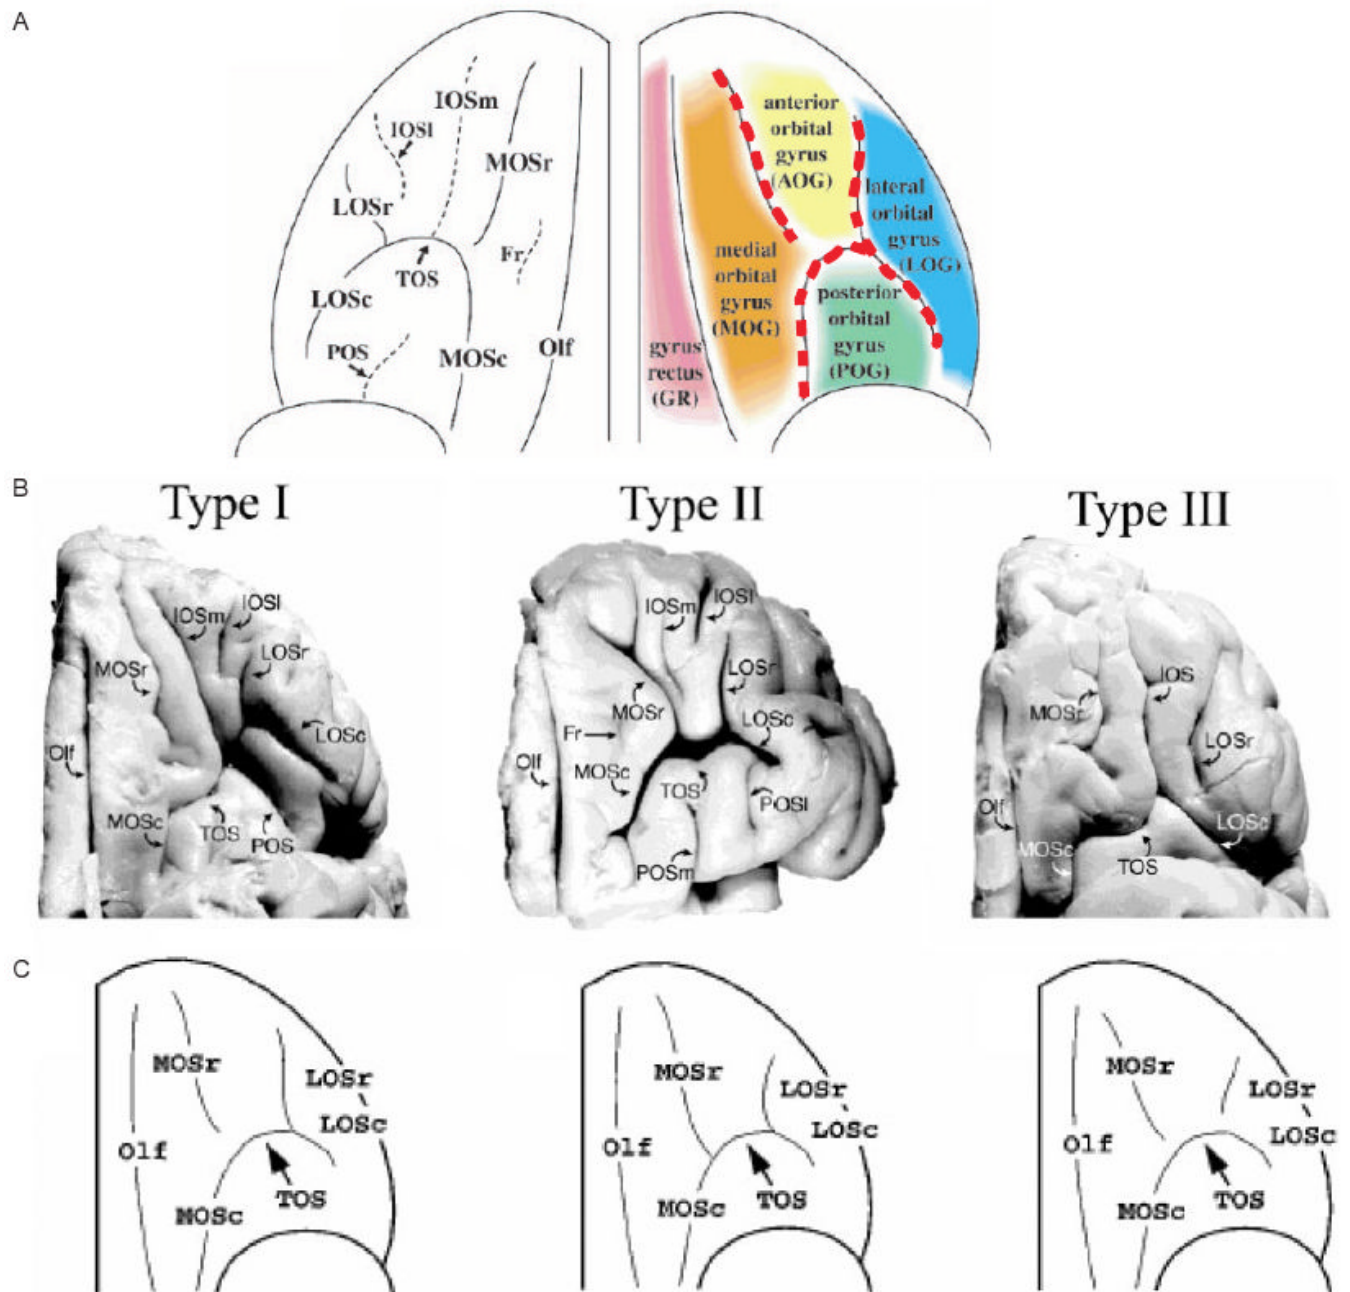 A
IOSm
IOSl
MOSr
LOSr
Fr
TOS
LOSc
POS
MOSc
Olf
anterior
orbital
gyrus
(AOG)
lateral
orbital
gyrus
(LOG)
medial
orbital
gyrus
(MOG)
posterior
orbital
gyrus
(POG)
gyrus
rectus
(GR)
B
Type I
IOSm
IOSl
LOSr
MOSr
LOSc
Olf
MOSc
TOS
POS
Type II
IOSm
IOSl
LOSr
MOSr
LOSc
Fr
Olf
MOSc
TOS
POSl
POSm
Type III
IOS
MOSr
LOSr
Olf
LOSc
MOSc
TOS
C
MOSr
LOSr
LOSc
Olf
TOS
MOSc
MOSr
LOSr
LOSc
Olf
TOS
MOSc
MOSr
LOSr
LOSc
Olf
TOS
MOSc